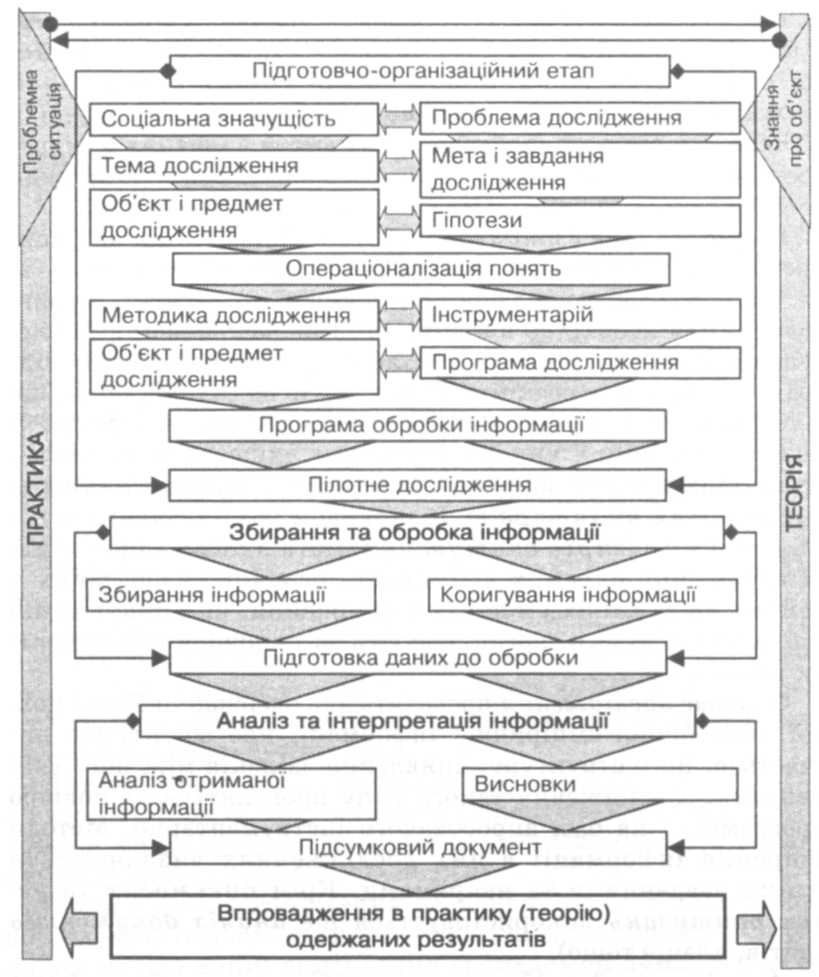 Підготовчо-організаційний етап
Проблемна
ситуація
Знання
про об'єкт
Соціальна значущість
Проблема дослідження
Тема дослідження
Мета і завдання
дослідження
Об'єкт і предмет
дослідження
Гіпотези
Операціоналізація понять
Методика дослідження
Інструментарій
Об'єкт і предмет
дослідження
Програма дослідження
Програма обробки інформації
Пілотне дослідження
ПРАКТИКА
ТЕОРІЯ
Збирання та обробка інформації
Збирання інформації
Коригування інформації
Підготовка даних до обробки
Аналіз та інтерпретація інформації
Аналіз отриманої
інформації
Висновки
Підсумковий документ
Впровадження в практику (теорію)
одержаних результатів